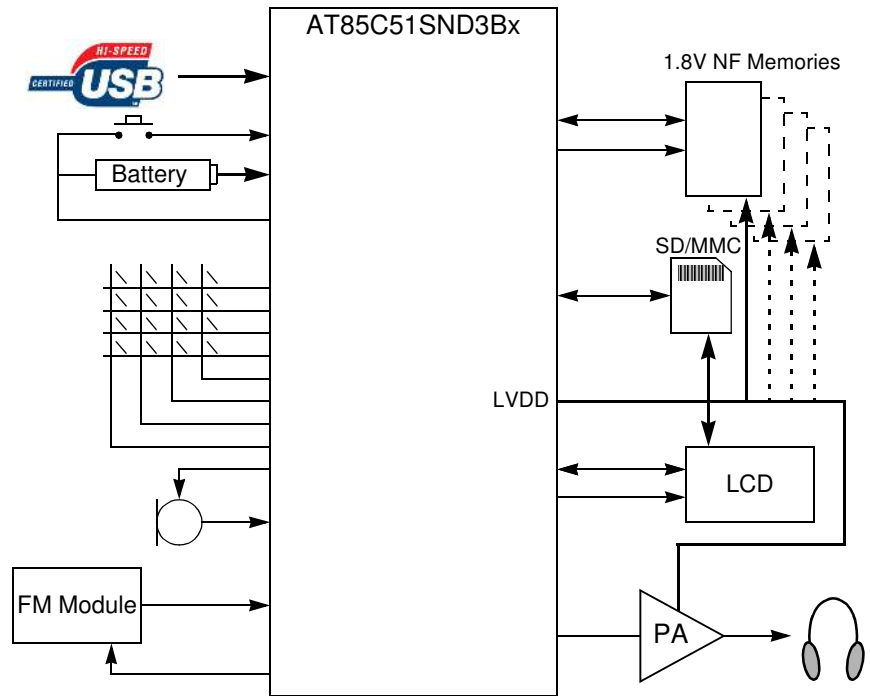 AT85C51SND3Bx
HI-SPEED
CERTIFIED
USB
1.8V NF Memories
Battery
SD/MMC
LVDD
LCD
FM Module
PA